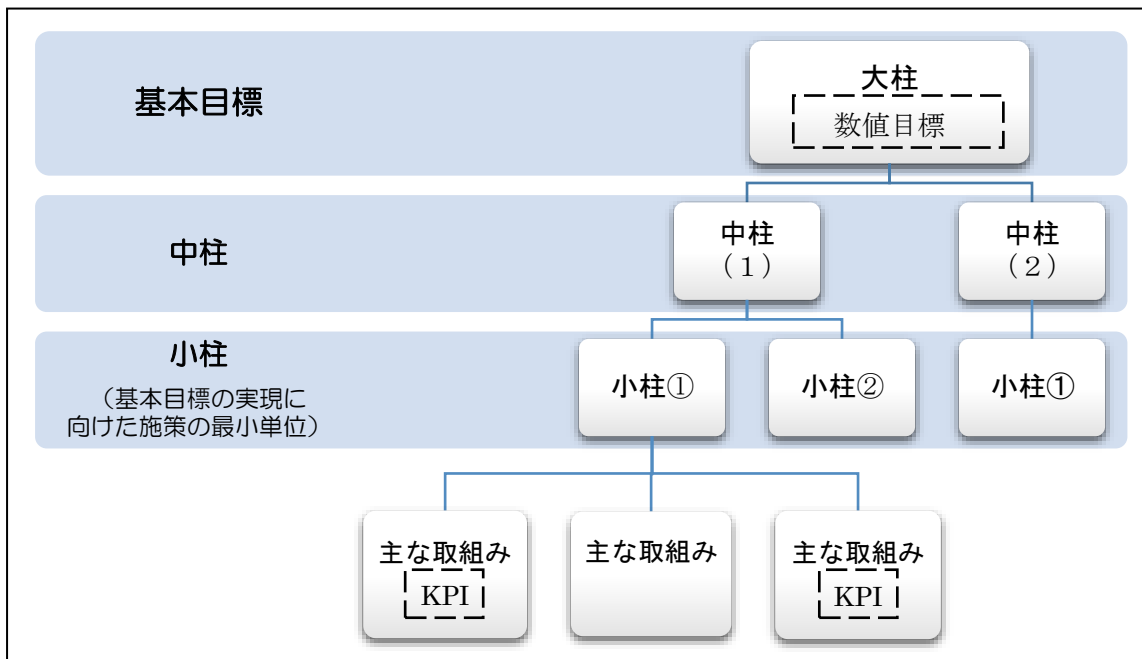 基本目標
大柱
数値目標
中柱
中柱
（１）
中柱
（２）
小柱
（基本目標の実現に
向けた施策の最小単位）
小柱①
小柱②
小柱①
主な取組み
KPI
主な取組み
主な取組み
KPI